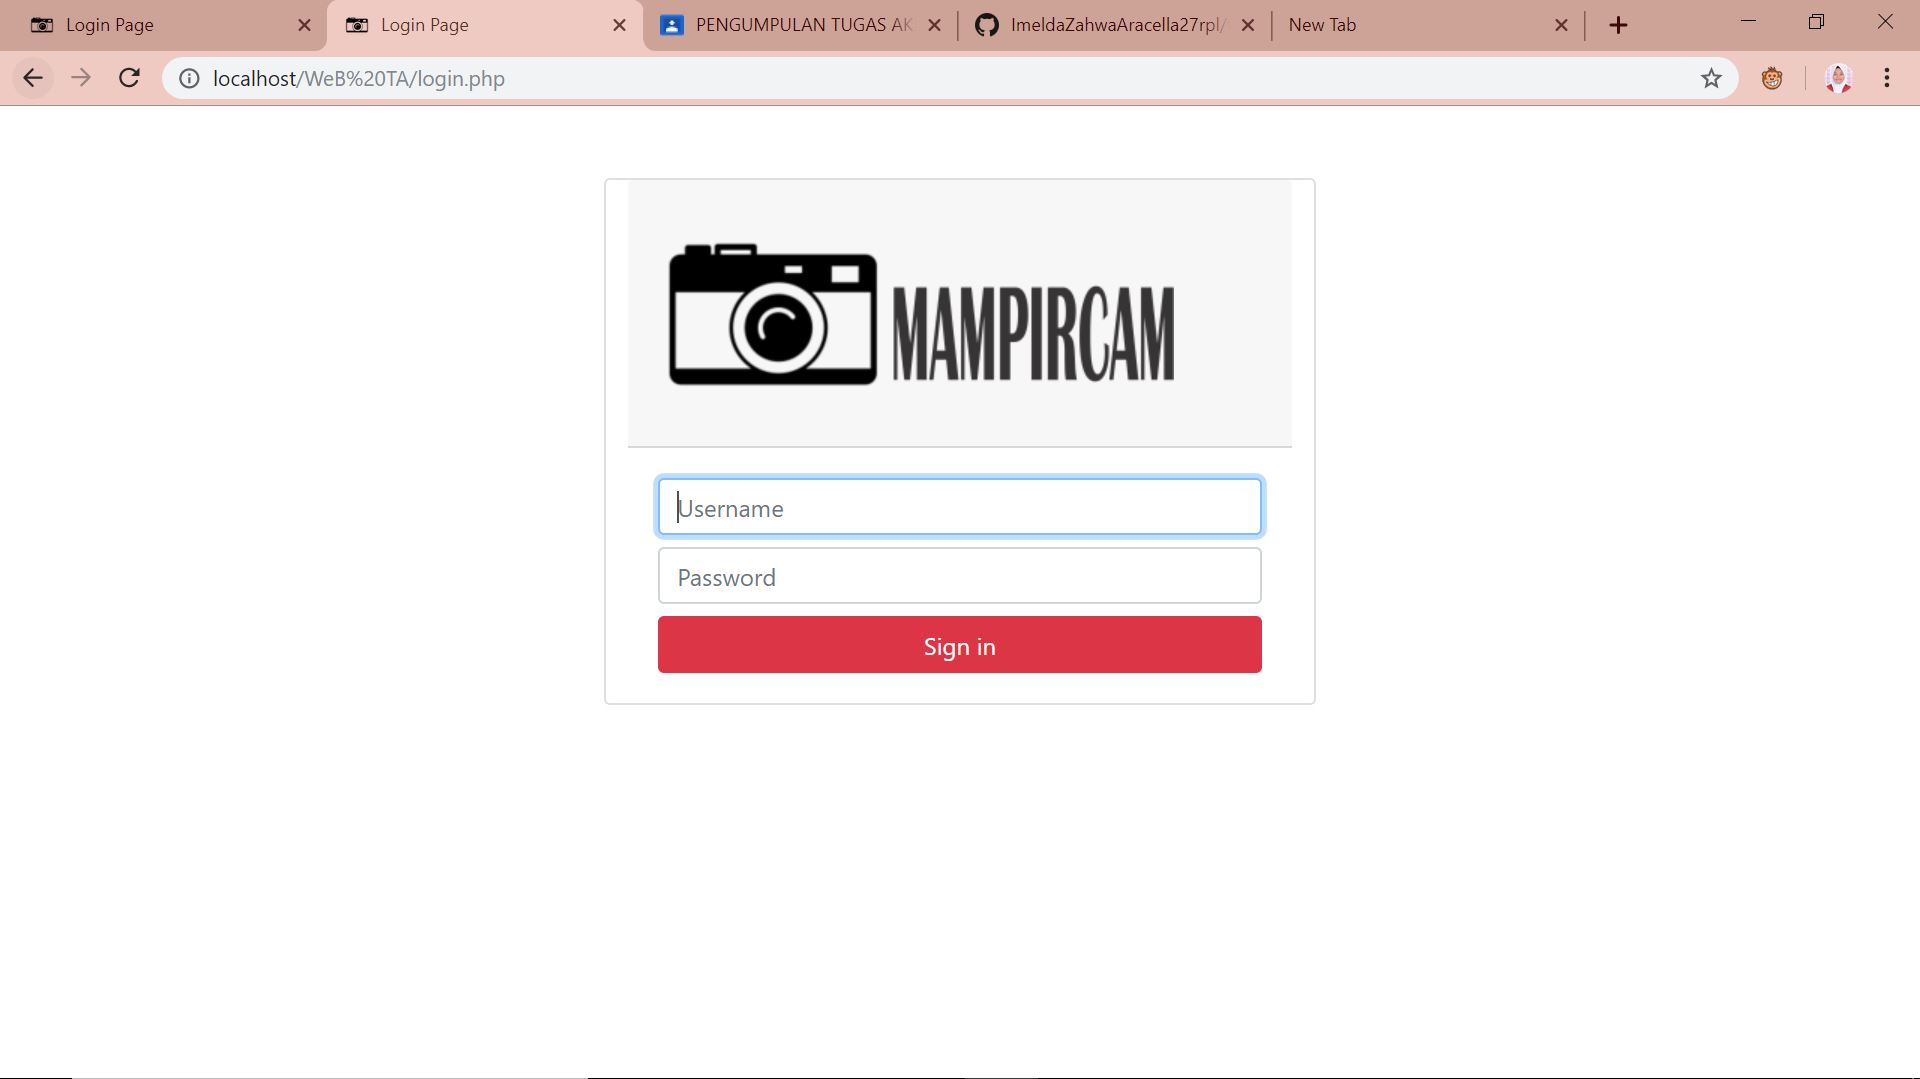 Login Page
Login Page
PENGUMPULAN TUGAS AK
ImeldaZahwaAracella27rpl/
New Tab
localhost/WeB%20TA/login.php
MAMPIRCAM
Username
Password
Sign in